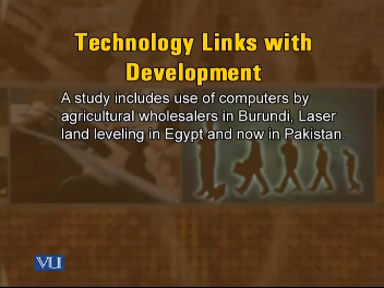 Technology Links with
Development
A study includes use of computers by
agricultural wholesalers in Burundi, Laser
land leveling in Egypt and now in Pakistan.
VU